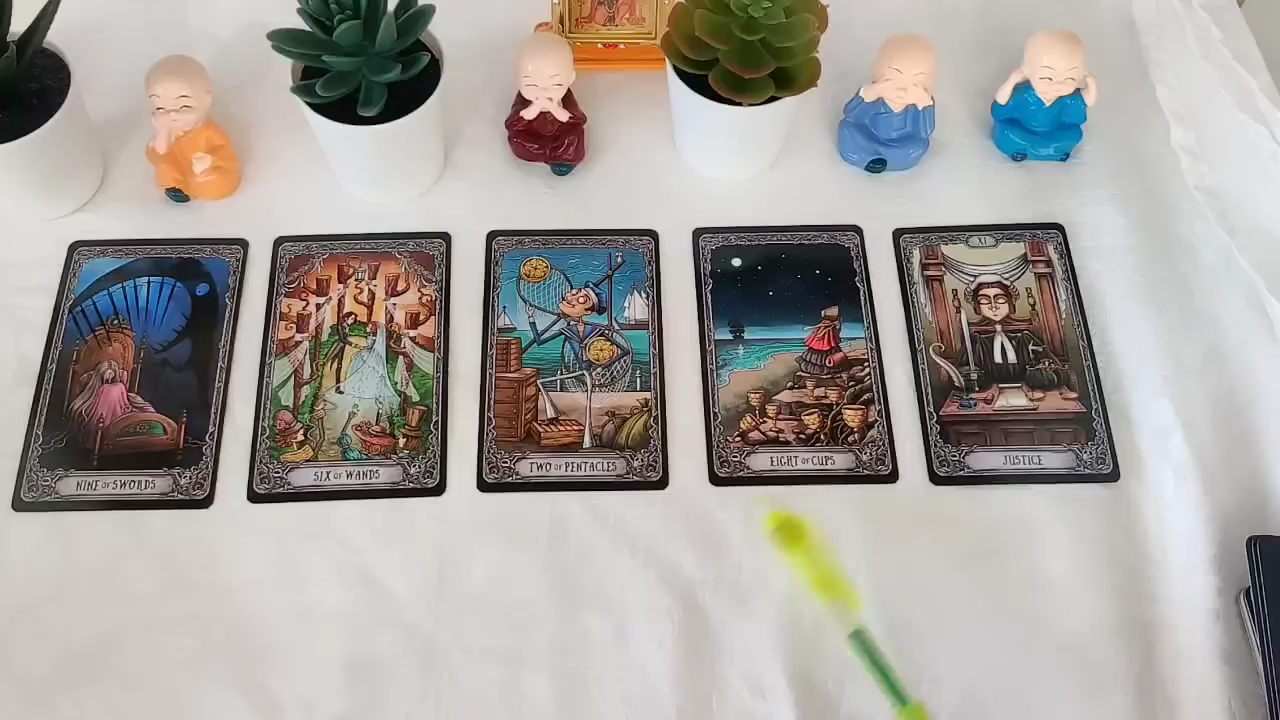 NINE OF SWORDS
SIX OF WANDS
TWO OF PENTACLES
EIGHT OF CUPS
XI
JUSTICE